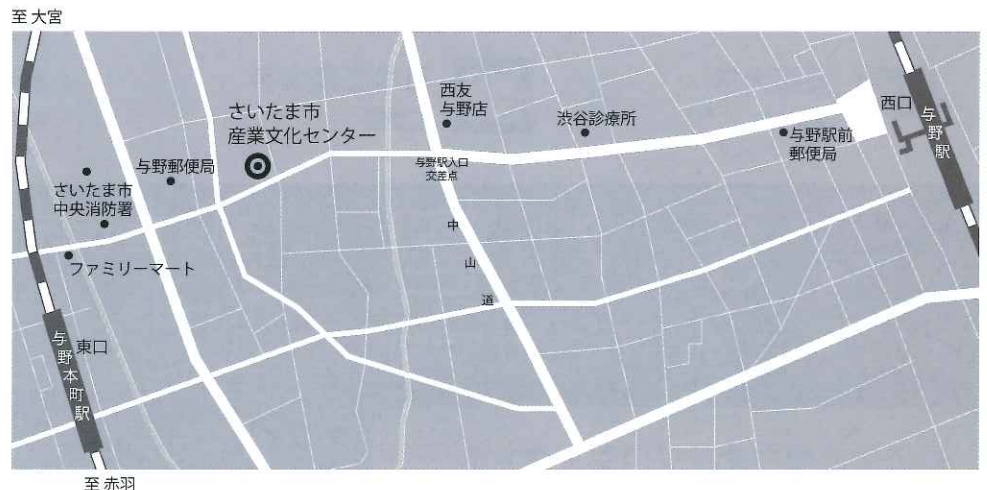 至 大宮
さいたま市
産業文化センター
西友
与野店
渋谷診療所
西口
与野駅
与野駅前
郵便局
与野駅入口
交差点
与野郵便局
さいたま市
中央消防署
ファミリーマート
中山道
東口
与野本町駅
至 赤羽